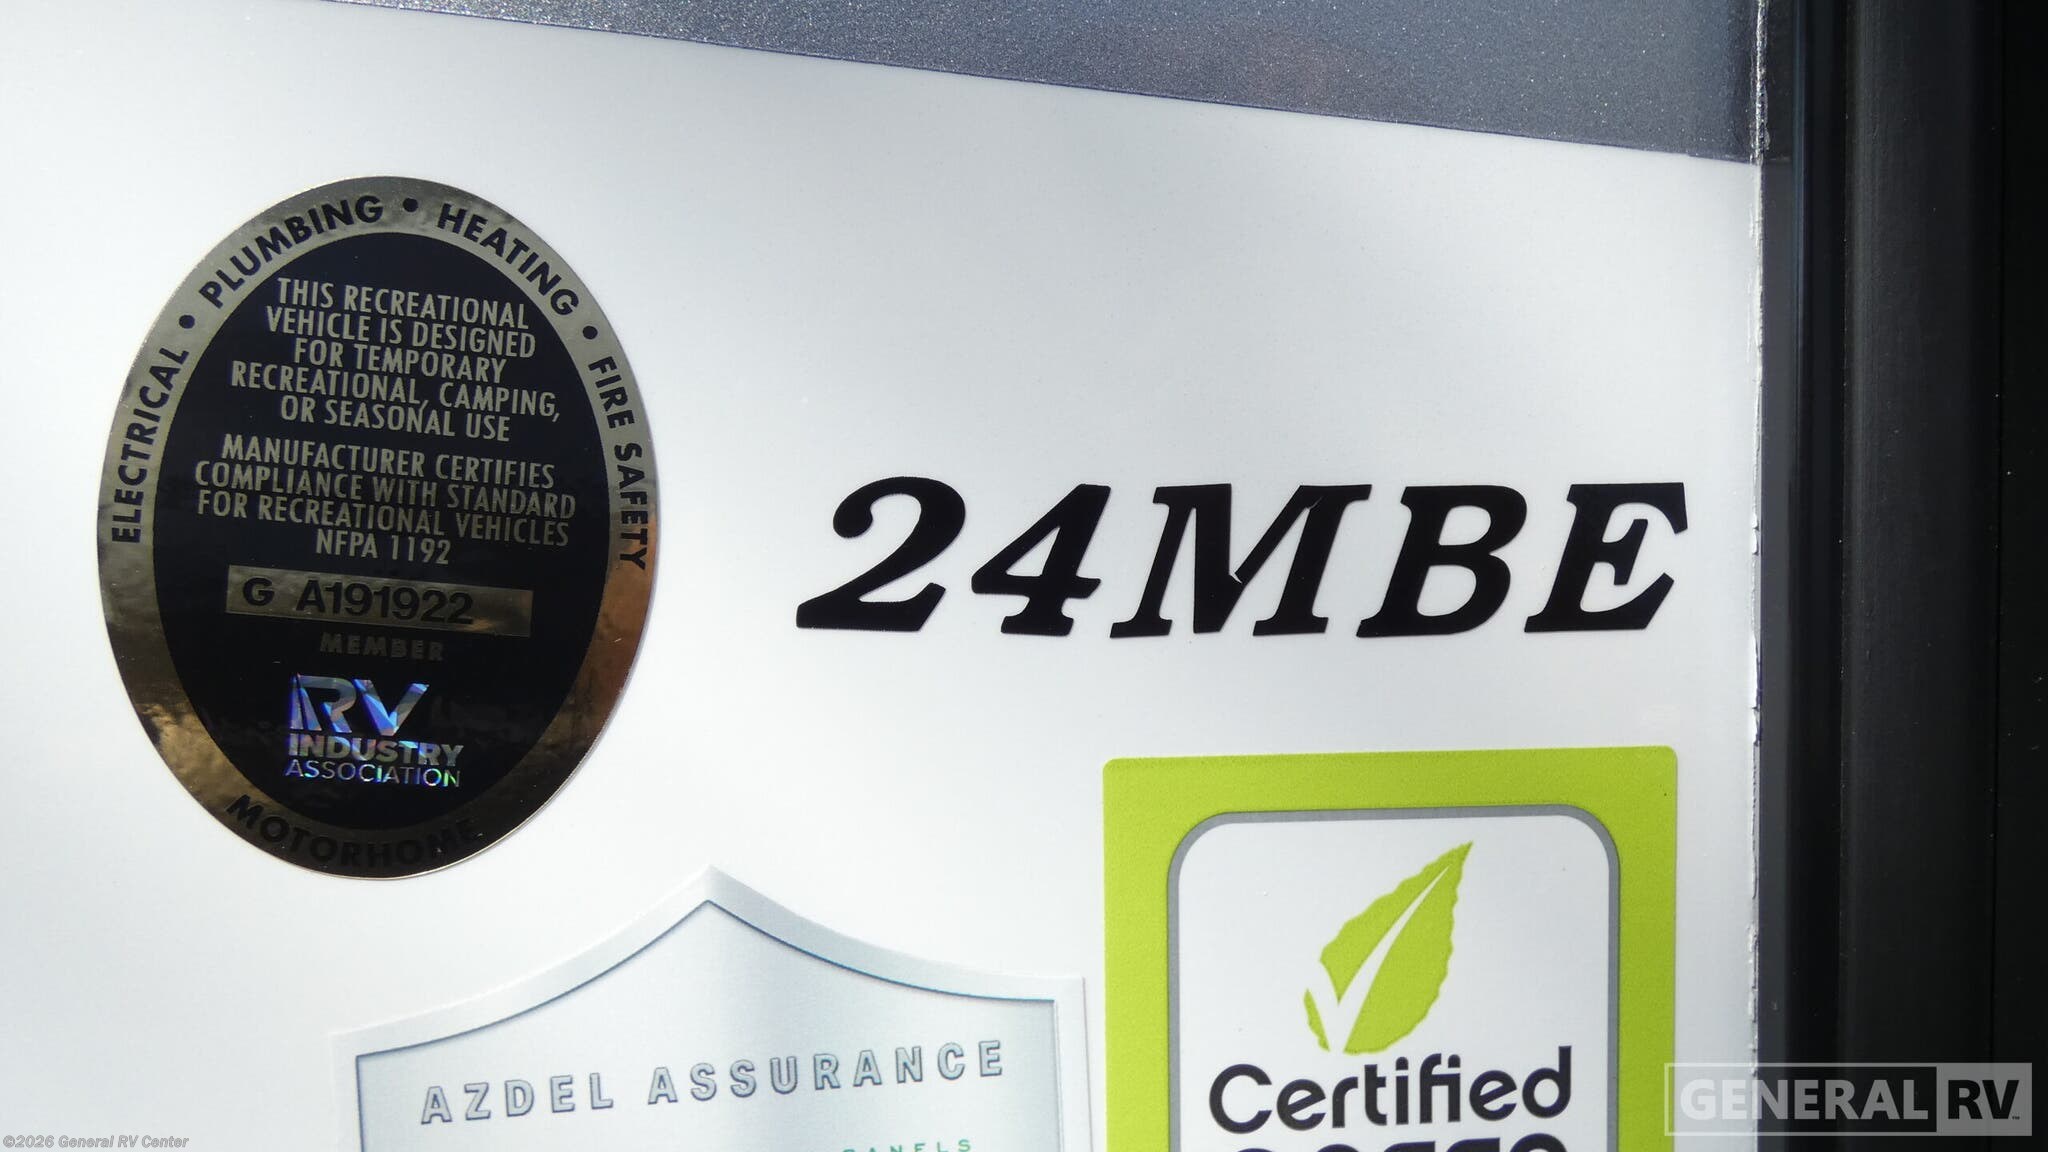 PLUMBING • HEATING
ELECTRICAL • • FIRE SAFETY
THIS RECREATIONAL
VEHICLE IS DESIGNED
FOR TEMPORARY
RECREATIONAL, CAMPING,
OR SEASONAL USE
MANUFACTURER CERTIFIES
COMPLIANCE WITH STANDARD
FOR RECREATIONAL VEHICLES
NFPA 1192
G A191922
MEMBER
RV
INDUSTRY
ASSOCIATION
MOTORHOME
24MBE
AZDEL ASSURANCE
PANELS
Certified
GENERAL RV
©2026 General RV Center